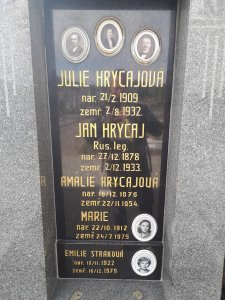 JULIE HRYCAJOVÁ
nar. 21/2. 1909.
zemř. 2/8. 1932.
JAN HRYCAJ
Rus. leg.
nar. 27/12. 1878
zemř. 2/12. 1933.
AMALIE HRYCAJOVÁ
nar. 16/12. 1876
zemř. 22/11. 1954.
MARIE
nar. 22/10. 1912
zemř. 24/7. 1975
EMILIE STRAKOVÁ
nar. 12/11. 1922
zemř. 16/12. 1979